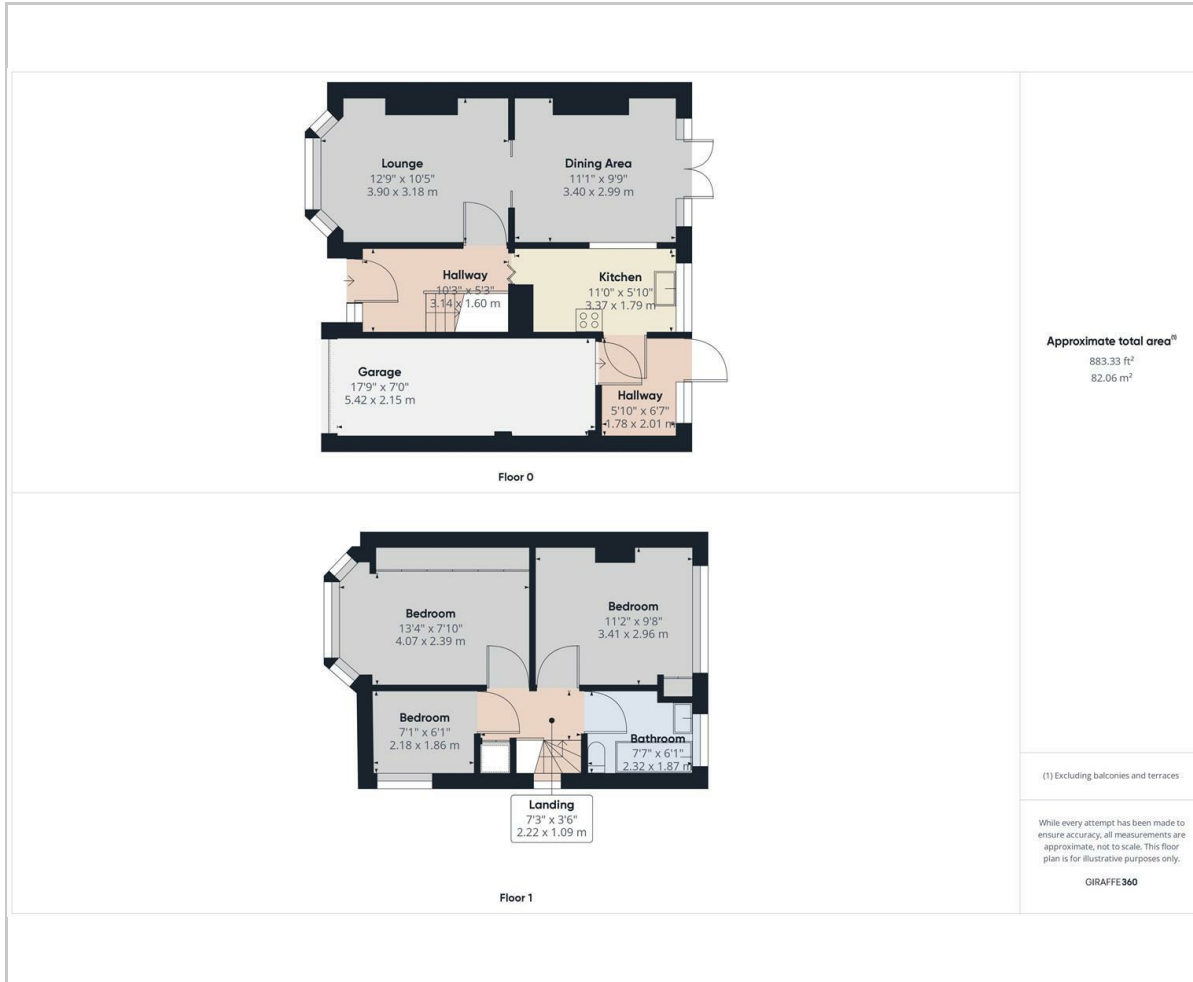 Lounge
12'9" x 10'5"
3.90 x 3.18 m
Dining Area
11'1" x 9'9"
3.40 x 2.99 m
Hallway
10'3" x 5'3"
3.14 x 1.60 m
Kitchen
11'0" x 5'10"
3.37 x 1.79 m
Garage
17'9" x 7'0"
5.42 x 2.15 m
Hallway
5'10" x 6'7"
1.78 x 2.01 m
Floor 0
Bedroom
13'4" x 7'10"
4.07 x 2.39 m
Bedroom
11'2" x 9'8"
3.41 x 2.96 m
Bedroom
7'1" x 6'1"
2.18 x 1.86 m
Bathroom
7'7" x 6'1"
2.32 x 1.87 m
Landing
7'3" x 3'6"
2.22 x 1.09 m
Floor 1
Approximate total area(1)
883.33 ft²
82.06 m²
(1) Excluding balconies and terraces
While every attempt has been made to
ensure accuracy, all measurements are
approximate, not to scale. This floor
plan is for illustrative purposes only.
GIRAFFE360